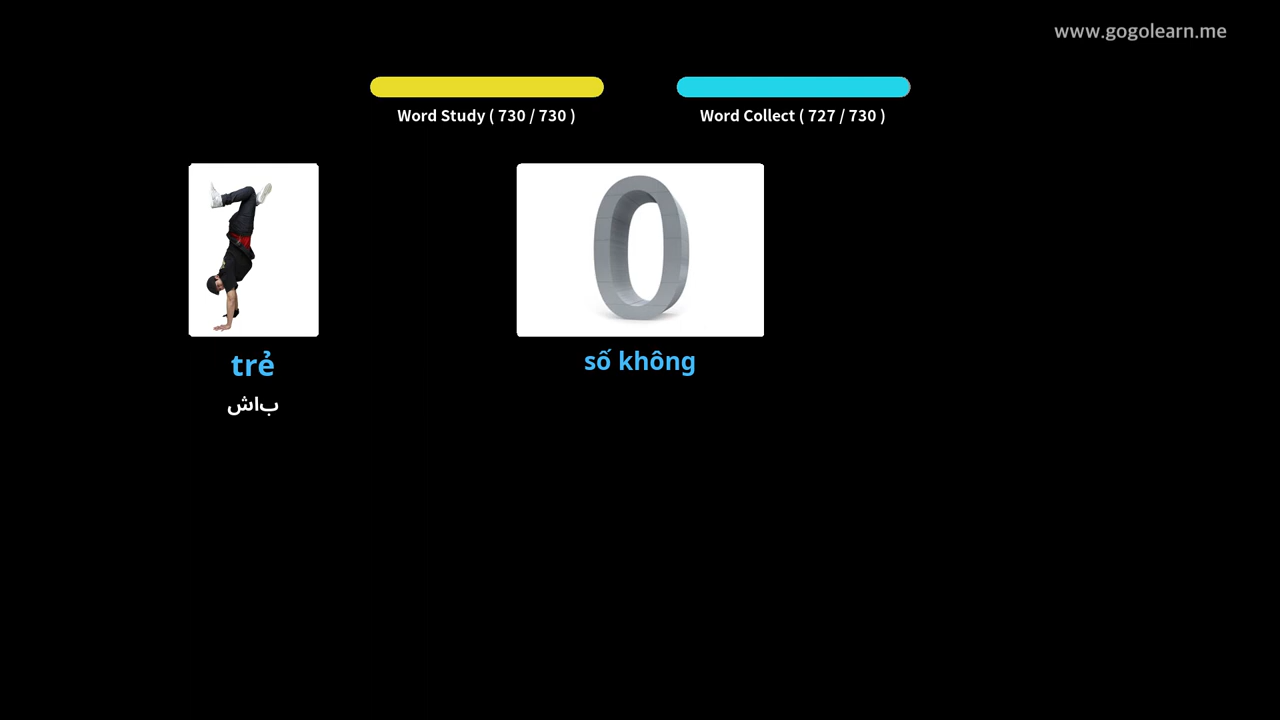 www.gogolearn.me
Word Study ( 730 / 730 )
Word Collect ( 727 / 730 )
trẻ
باش
số không